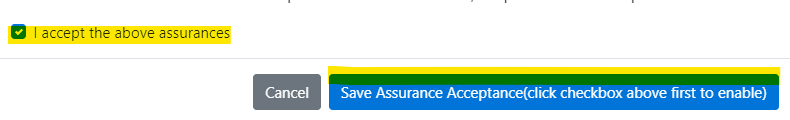 I accept the above assurances
Cancel
Save Assurance Acceptance(click checkbox above first to enable)